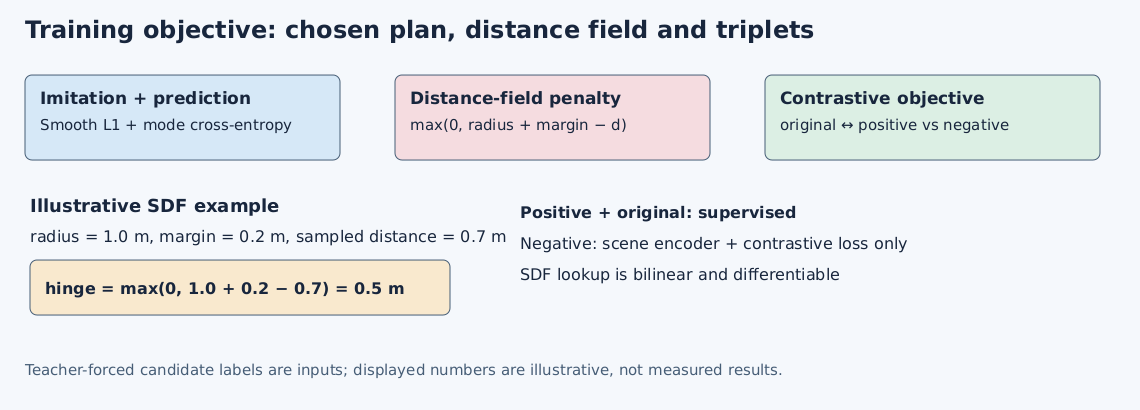 Training objective: chosen plan, distance field and triplets
Imitation + prediction
Smooth L1 + mode cross-entropy
Distance-field penalty
max(0, radius + margin − d)
Contrastive objective
original ↔ positive vs negative
Illustrative SDF example
radius = 1.0 m, margin = 0.2 m, sampled distance = 0.7 m
hinge = max(0, 1.0 + 0.2 − 0.7) = 0.5 m
Positive + original: supervised
Negative: scene encoder + contrastive loss only
SDF lookup is bilinear and differentiable
Teacher-forced candidate labels are inputs; displayed numbers are illustrative, not measured results.